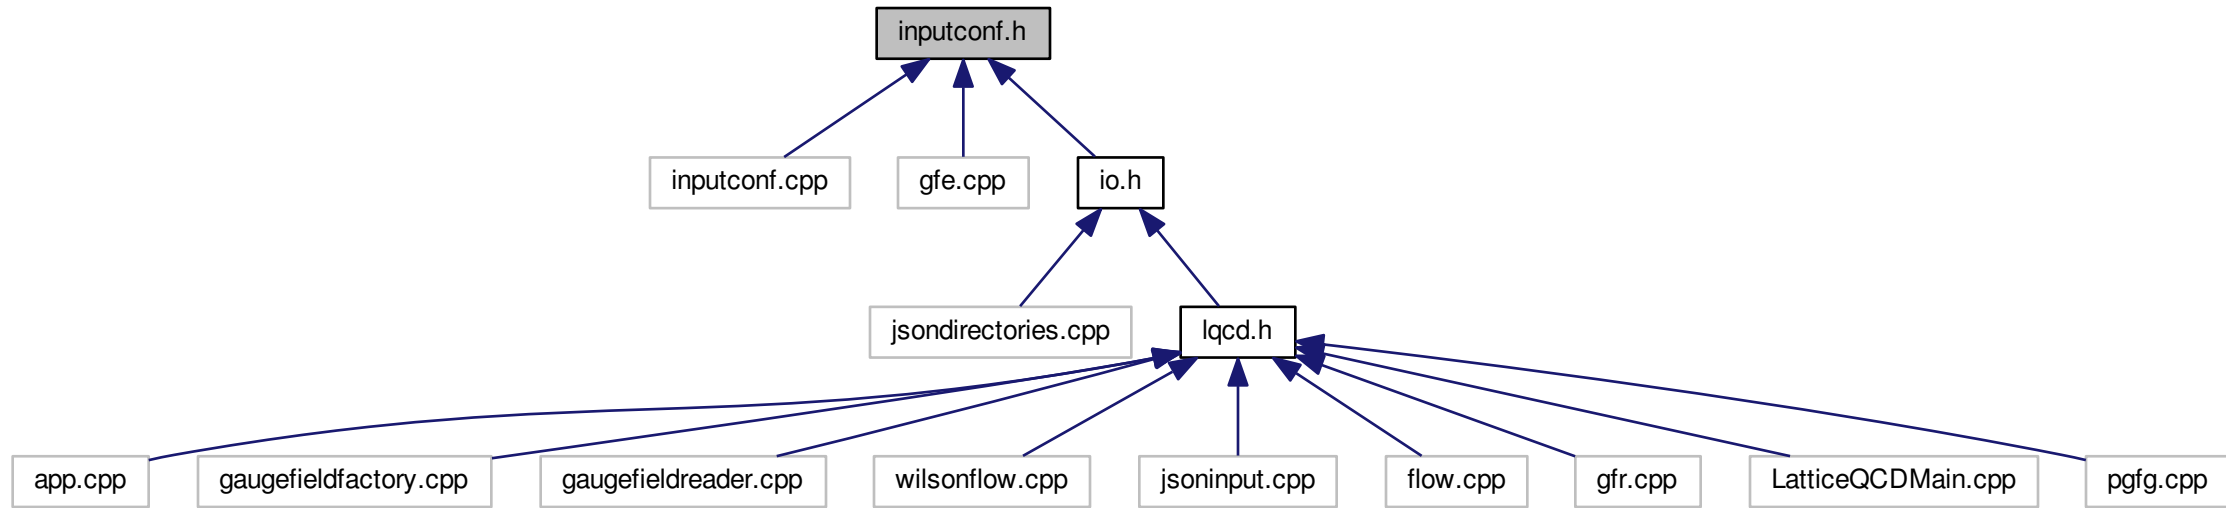 inputconf.h
inputconf.cpp
gfe.cpp
io.h
jsondirectories.cpp
lqcd.h
app.cpp
gaugefieldfactory.cpp
gaugefieldreader.cpp
wilsonflow.cpp
jsoninput.cpp
flow.cpp
gfr.cpp
LatticeQCDMain.cpp
pgfg.cpp